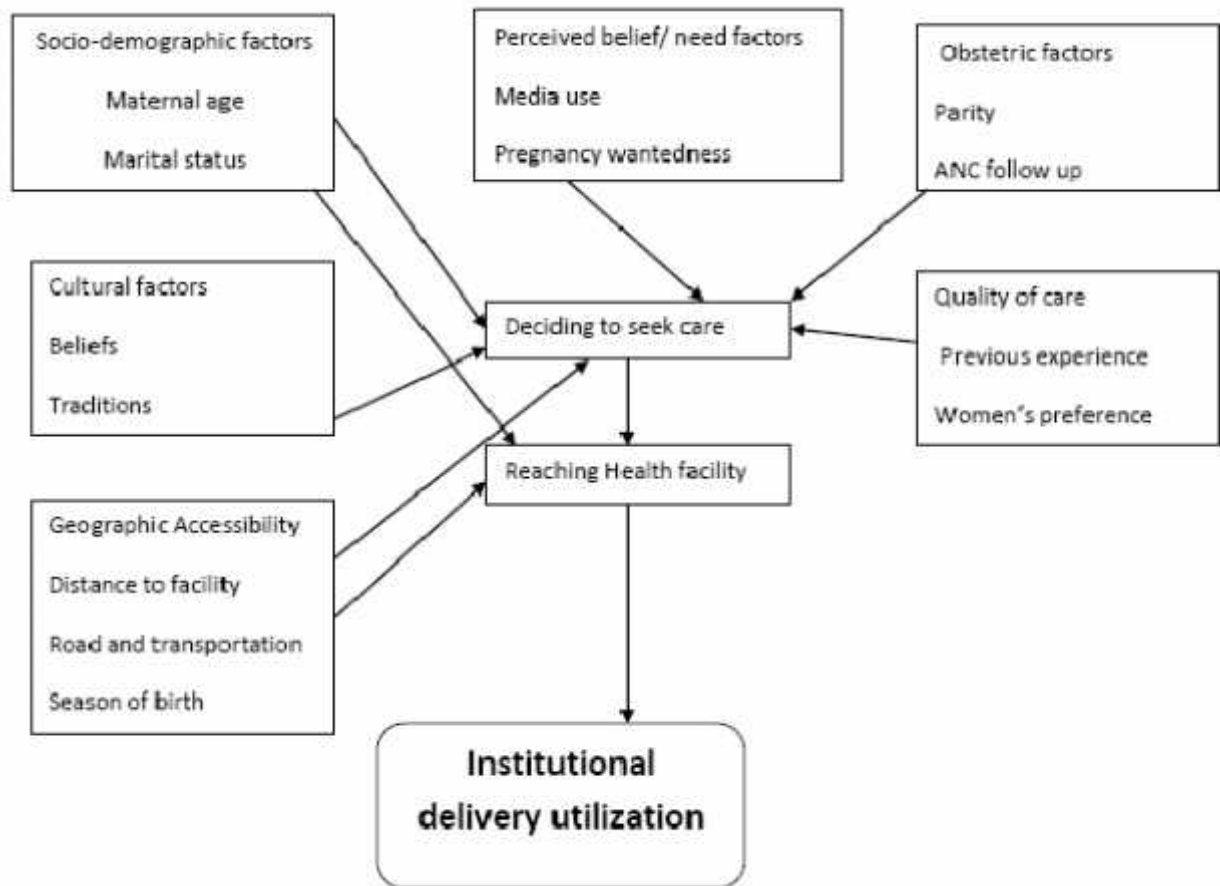 Socio-demographic factors
Maternal age
Marital status
Perceived belief/ need factors
Media use
Pregnancy wantedness
Obstetric factors
Parity
ANC follow up
Cultural factors
Beliefs
Traditions
Deciding to seek care
Quality of care
Previous experience
Women's preference
Reaching Health facility
Geographic Accessibility
Distance to facility
Road and transportation
Season of birth
Institutional
delivery utilization